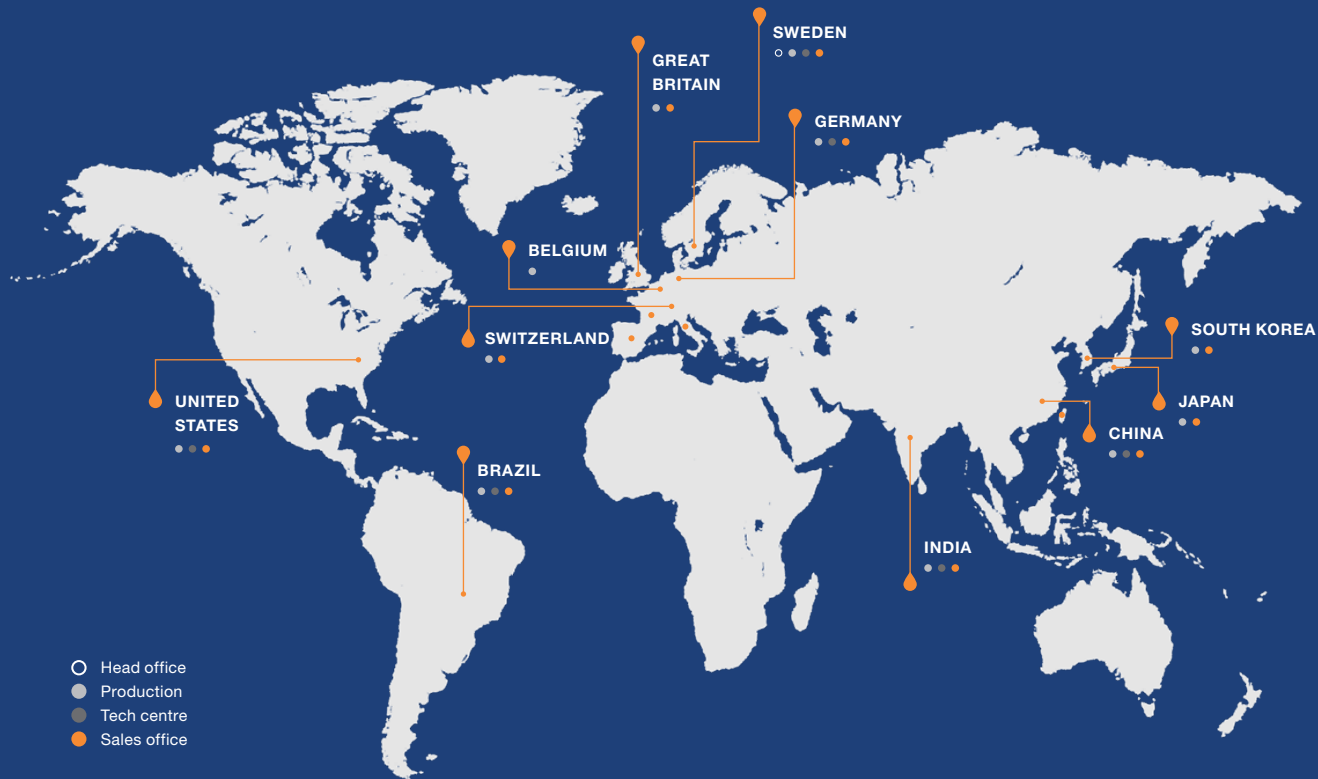 SWEDEN
GREAT
BRITAIN
GERMANY
BELGIUM
SWITZERLAND
SOUTH KOREA
JAPAN
CHINA
UNITED
STATES
BRAZIL
INDIA
Head office
Production
Tech centre
Sales office